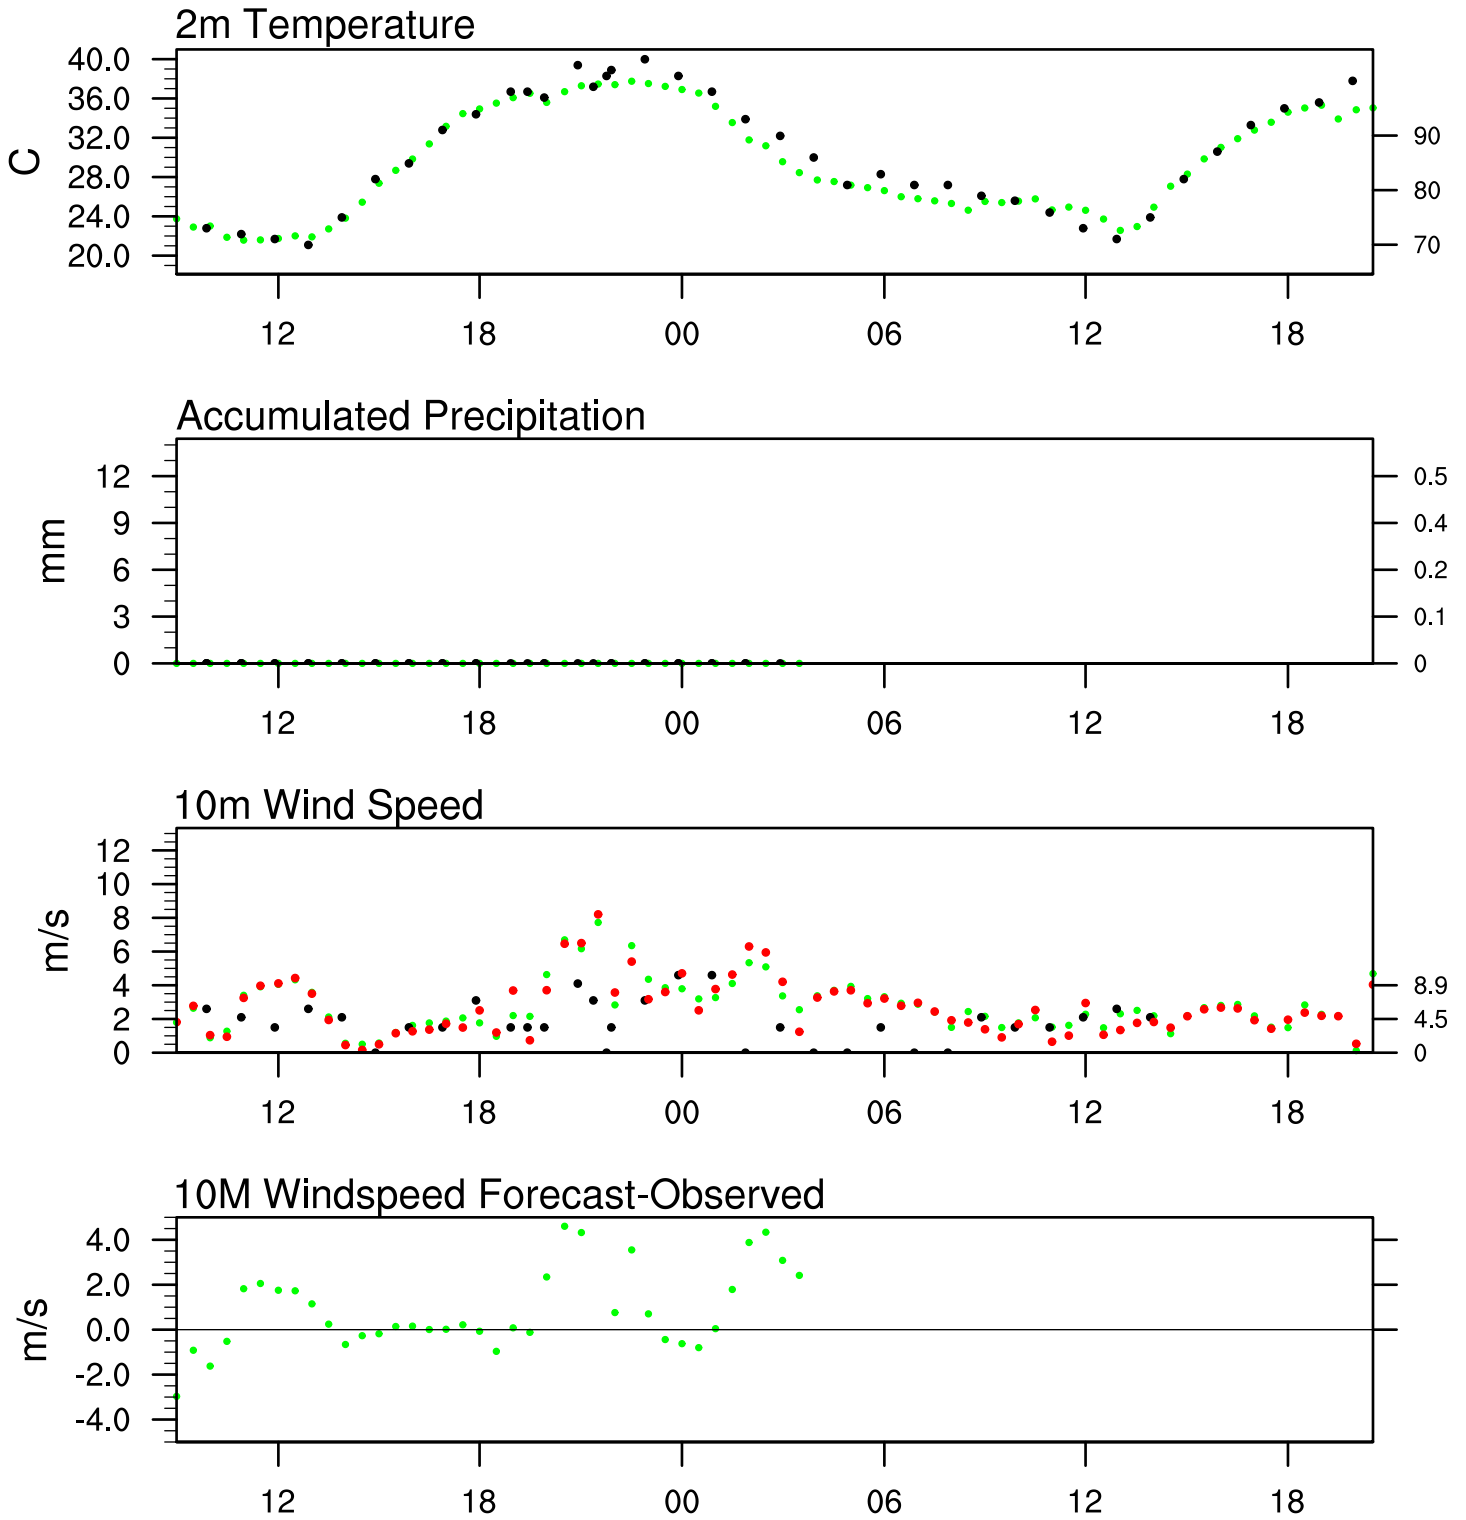 2m Temperature
40.0
36.0
32.0
28.0
24.0
20.0
C
90
80
70
12 18 00 06 12 18
Accumulated Precipitation
12
9
6
3
0
mm
0.5
0.4
0.2
0.1
0
12 18 00 06 12 18
10m Wind Speed
12
10
8
6
4
2
0
m/s
8.9
4.5
0
12 18 00 06 12 18
10M Windspeed Forecast-Observed
4.0
2.0
0.0
-2.0
-4.0
m/s
12 18 00 06 12 18